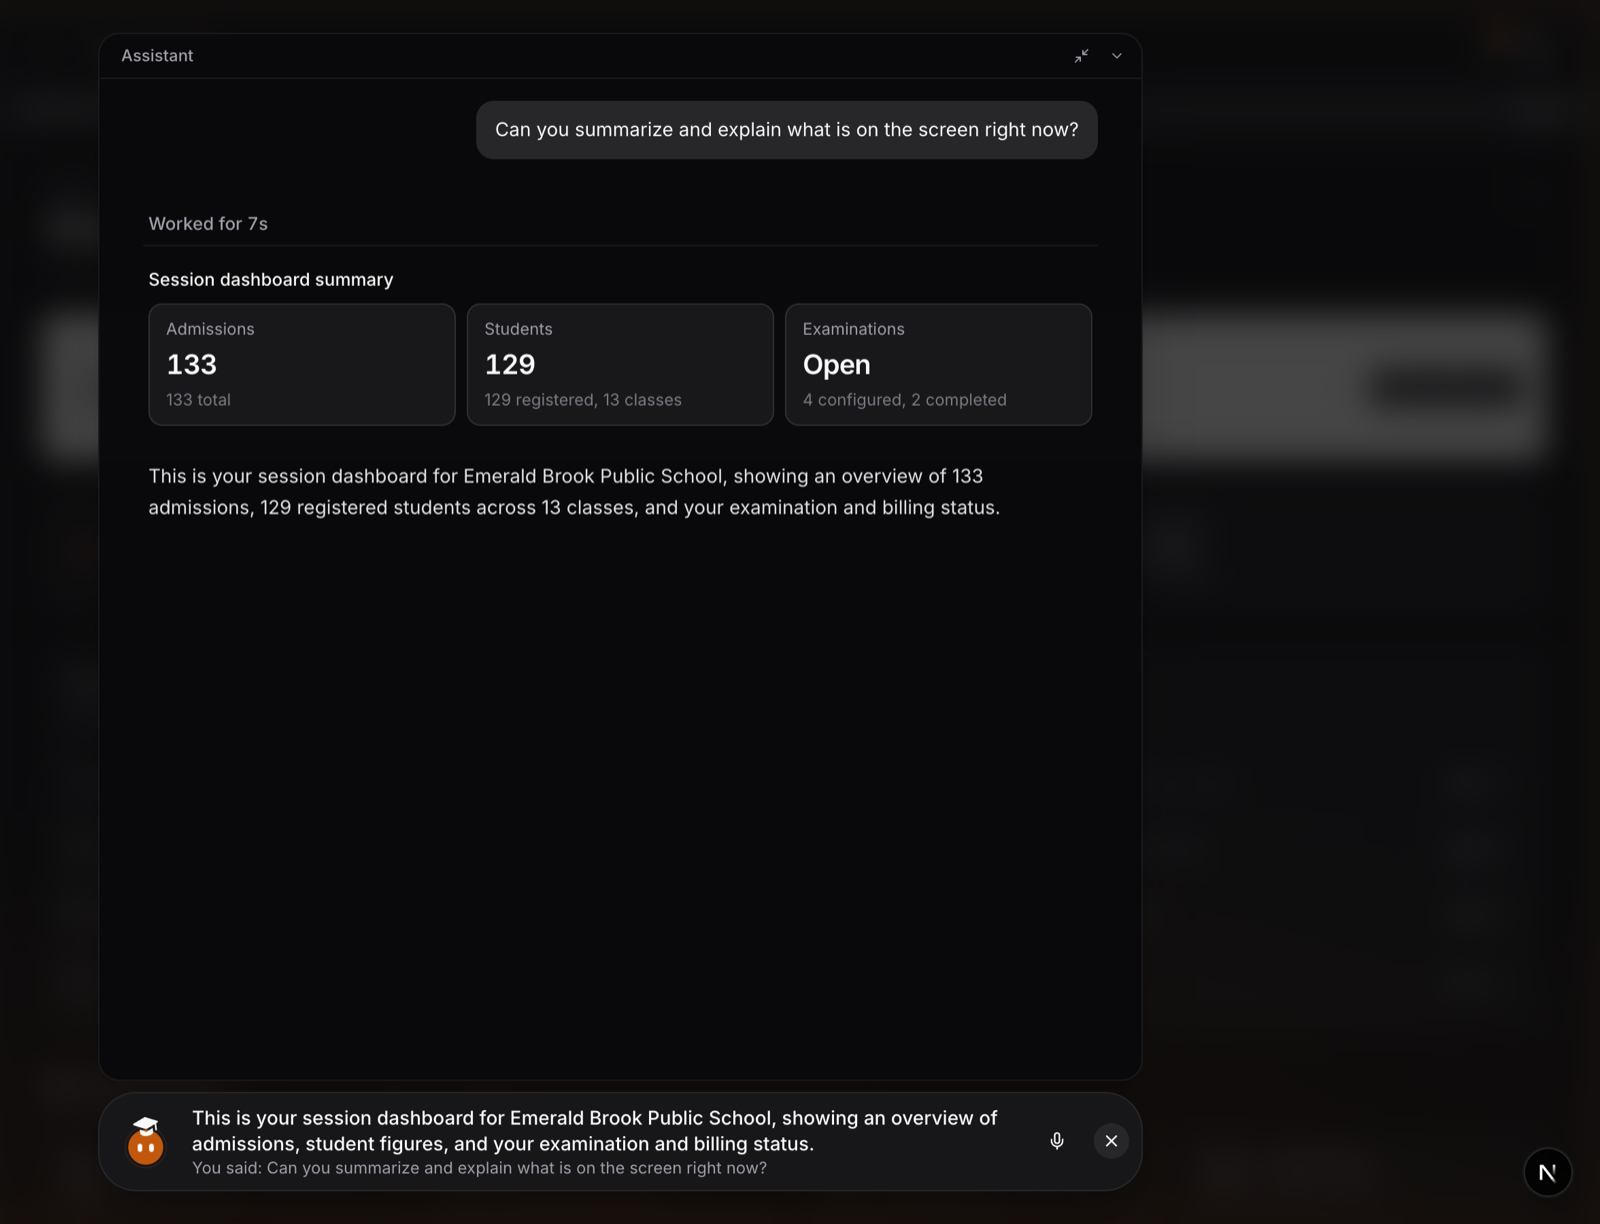 Assistant
Can you summarize and explain what is on the screen right now?
Worked for 7s
Session dashboard summary
Admissions
133
133 total
Students
129
129 registered, 13 classes
Examinations
Open
4 configured, 2 completed
This is your session dashboard for Emerald Brook Public School, showing an overview of 133
admissions, 129 registered students across 13 classes, and your examination and billing status.
This is your session dashboard for Emerald Brook Public School, showing an overview of
admissions, student figures, and your examination and billing status.
You said: Can you summarize and explain what is on the screen right now?
N